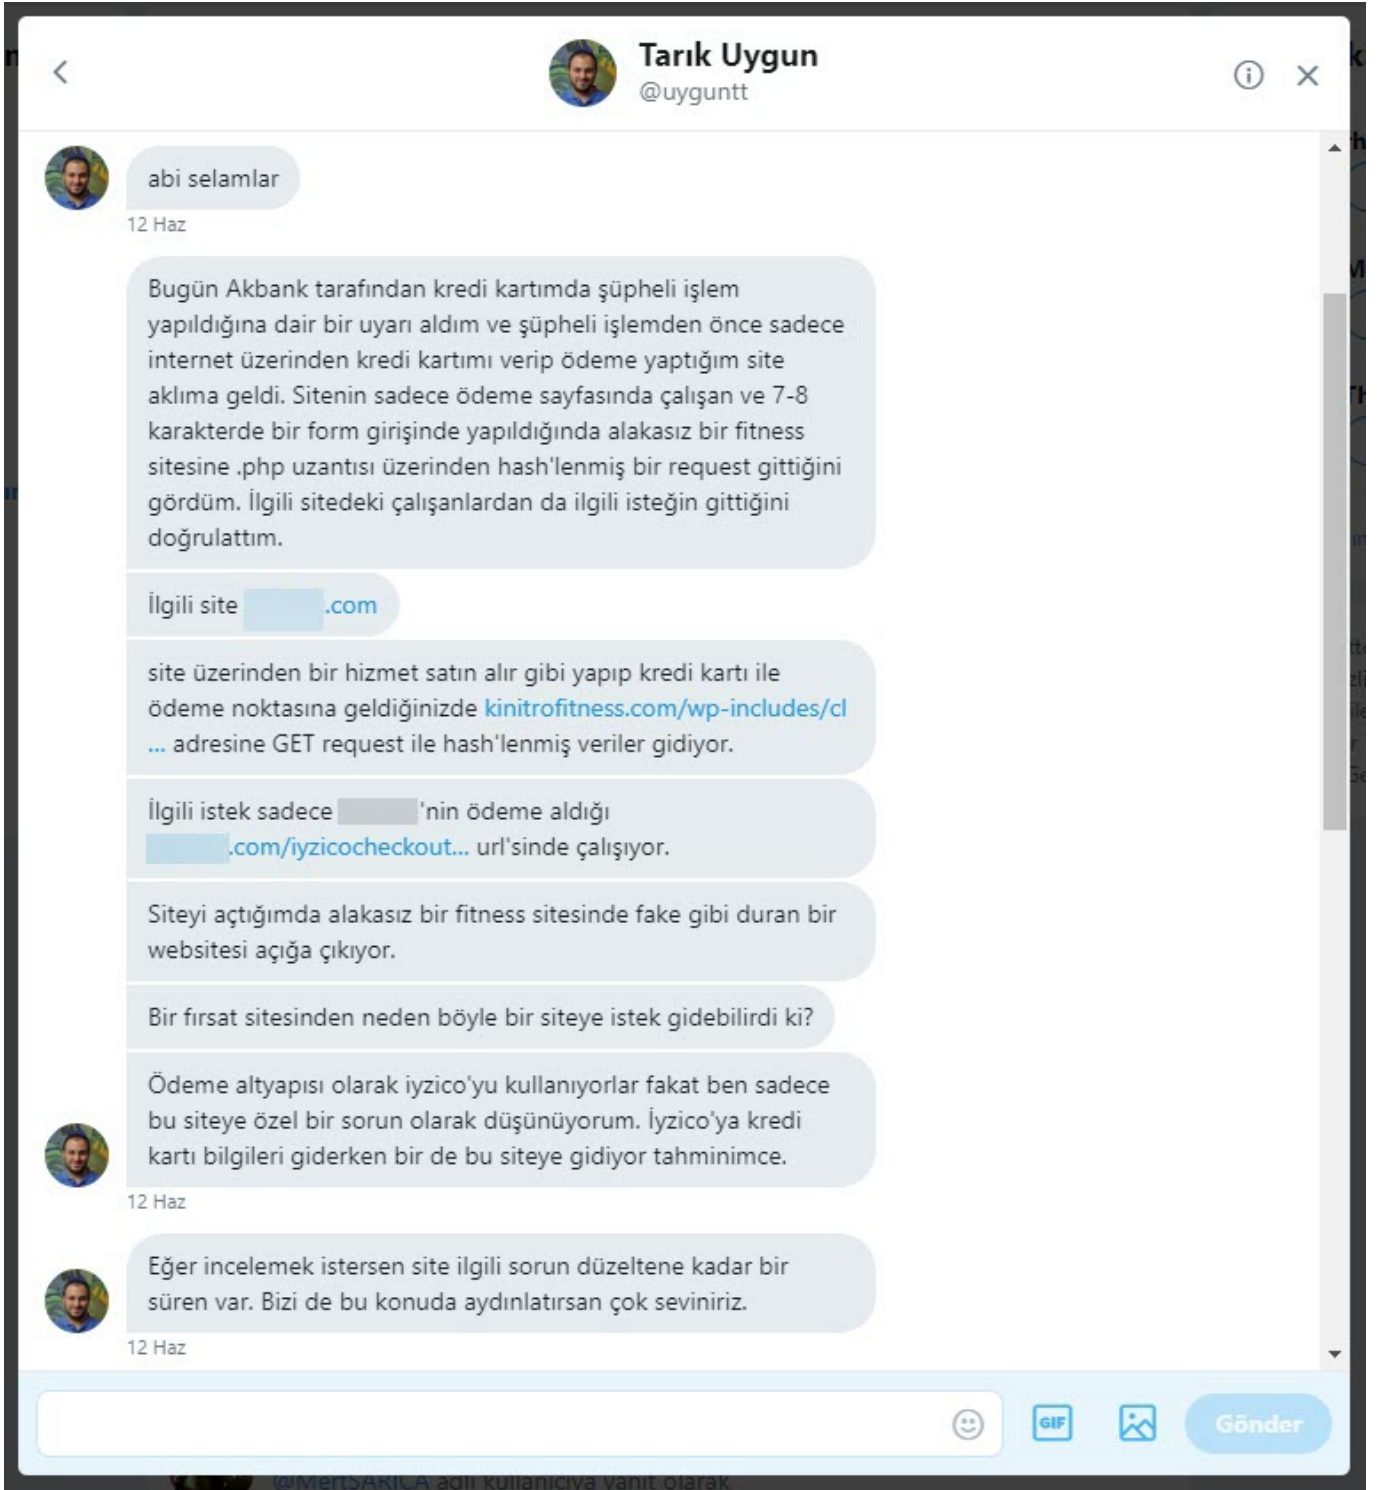 Tarık Uygun
@uyguntt
abi selamlar
12 Haz
Bugün Akbank tarafından kredi kartımda şüpheli işlem
yapıldığına dair bir uyarı aldım ve şüpheli işlemden önce sadece
internet üzerinden kredi kartımı verip ödeme yaptığım site
aklıma geldi. Sitenin sadece ödeme sayfasında çalışan ve 7-8
karakterde bir form girişinde yapıldığında alakasız bir fitness
sitesine .php uzantısı üzerinden hash'lenmiş bir request gittiğini
gördüm. İlgili sitedeki çalışanlardan da ilgili isteğin gittiğini
doğrulattım.
İlgili site .com
site üzerinden bir hizmet satın alır gibi yapıp kredi kartı ile
ödeme noktasına geldiğinizde kinitrofitness.com/wp-includes/cl
... adresine GET request ile hash'lenmiş veriler gidiyor.
İlgili istek sadece 'nin ödeme aldığı
.com/iyzicocheckout... url'sinde çalışıyor.
Siteyi açtığımda alakasız bir fitness sitesinde fake gibi duran bir
websitesi açığa çıkıyor.
Bir fırsat sitesinden neden böyle bir siteye istek gidebilirdi ki?
Ödeme altyapısı olarak iyzico'yu kullanıyorlar fakat ben sadece
bu siteye özel bir sorun olarak düşünüyorum. İyzico'ya kredi
kartı bilgileri giderken bir de bu siteye gidiyor tahminimce.
12 Haz
Eğer incelemek istersen site ilgili sorun düzeltene kadar bir
süren var. Bizi de bu konuda aydınlatırsan çok seviniriz.
12 Haz
GIF
Gönder
@MertSARICA adlı kullanıcıya yanıt olarak